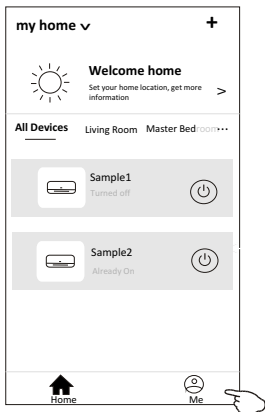 my home
Welcome home
Set your home location, get more
information
All Devices Living Room Master Bedroom
Sample1
Turned off
Sample2
Already On
Home Me